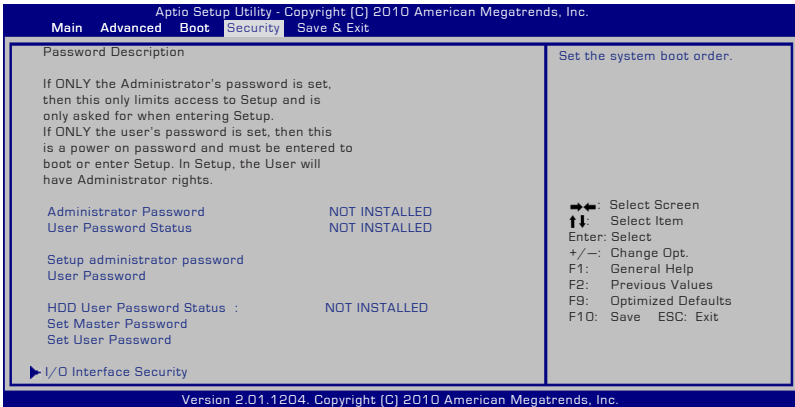 Aptio Setup Utility - Copyright (C) 2010 American Megatrends, Inc.
Main Advanced Boot Security Save & Exit
Password Description
If ONLY the Administrator's password is set,
then this only limits access to Setup and is
only asked for when entering Setup.
If ONLY the user's password is set, then this
is a power on password and must be entered to
boot or enter Setup. In Setup, the User will
have Administrator rights.
Administrator Password NOT INSTALLED
User Password Status NOT INSTALLED
Setup administrator password
User Password
HDD User Password Status : NOT INSTALLED
Set Master Password
Set User Password
I/O Interface Security
Set the system boot order.
→←: Select Screen
↑↓: Select Item
Enter: Select
+/—: Change Opt.
F1: General Help
F2: Previous Values
F9: Optimized Defaults
F10: Save ESC: Exit
Version 2.01.1204. Copyright (C) 2010 American Megatrends, Inc.